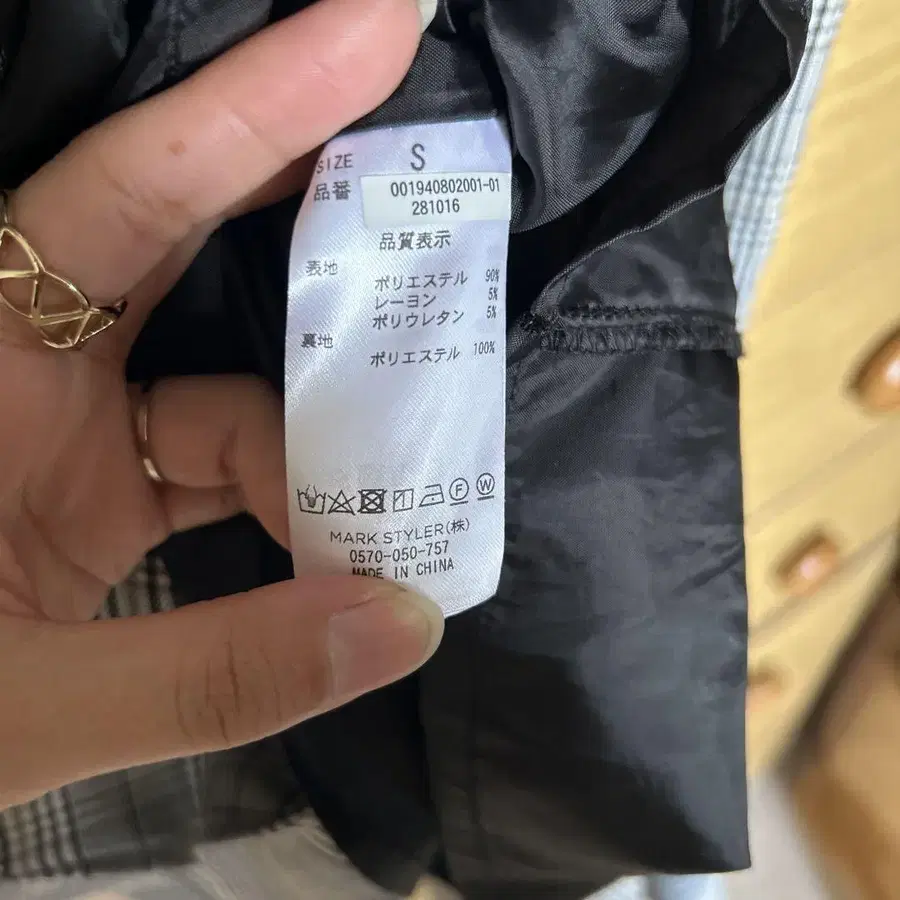 SIZE S
品番 001940802001-01
281016
品質表示
表地
ポリエステル 90%
レーヨン 5%
ポリウレタン 5%
裏地
ポリエステル 100%
F W
MARK STYLER(株)
0570-050-757
MADE IN CHINA